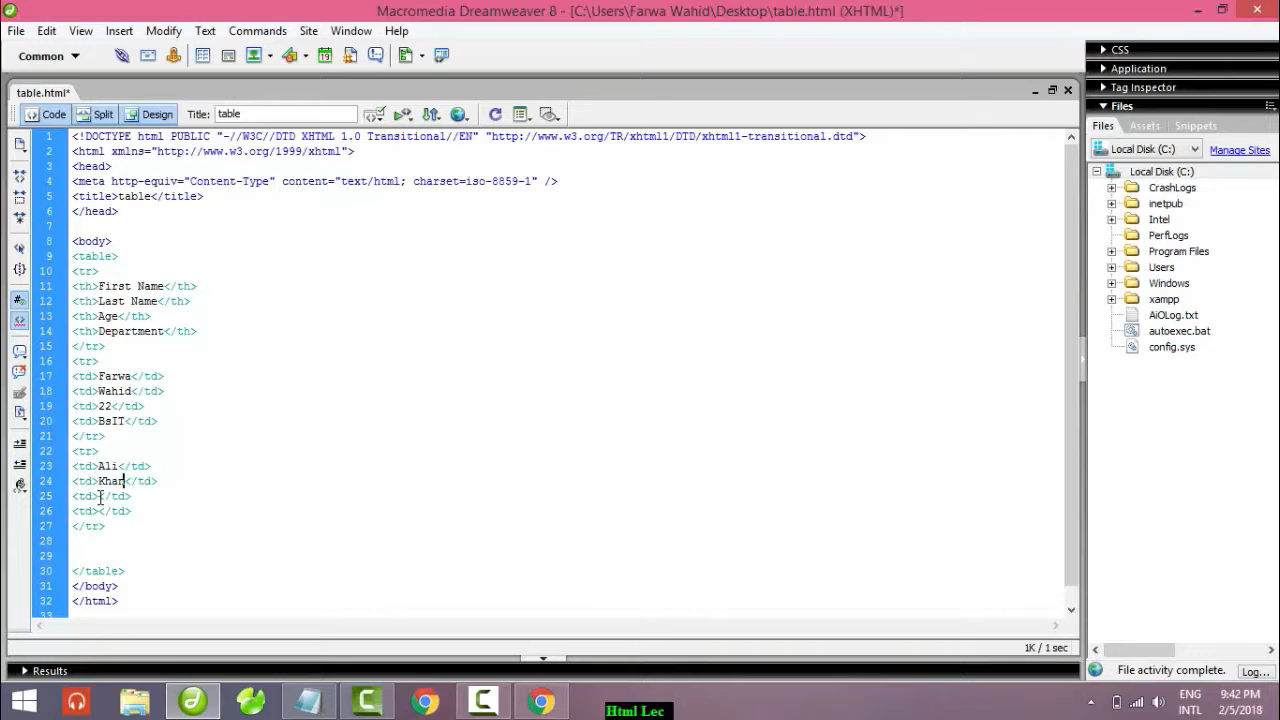 Macromedia Dreamweaver 8 - [C:\Users\Farwa Wahid\Desktop\table.html (XHTML)*]
File Edit View Insert Modify Text Commands Site Window Help
Common
table.html*
Code Split Design Title: table
1 <!DOCTYPE html PUBLIC "-//W3C//DTD XHTML 1.0 Transitional//EN" "http://www.w3.org/TR/xhtml1/DTD/xhtml1-transitional.dtd">
2 <html xmlns="http://www.w3.org/1999/xhtml">
3 <head>
4 <meta http-equiv="Content-Type" content="text/html; charset=iso-8859-1" />
5 <title>table</title>
6 </head>
7
8 <body>
9 <table>
10 <tr>
11 <th>First Name</th>
12 <th>Last Name</th>
13 <th>Age</th>
14 <th>Department</th>
15 </tr>
16 <tr>
17 <td>Farwa</td>
18 <td>Wahid</td>
19 <td>22</td>
20 <td>BsIT</td>
21 </tr>
22 <tr>
23 <td>Ali</td>
24 <td>Khan</td>
25 <td></td>
26 <td></td>
27 </tr>
28
29
30 </table>
31 </body>
32 </html>
33
1K / 1 sec
Results
CSS
Application
Tag Inspector
Files
Files Assets Snippets
Local Disk (C:) Manage Sites
Local Disk (C:)
CrashLogs
inetpub
Intel
PerfLogs
Program Files
Users
Windows
xampp
AiOLog.txt
autoexec.bat
config.sys
File activity complete. Log...
Html Lec
ENG
INTL
9:42 PM
2/5/2018